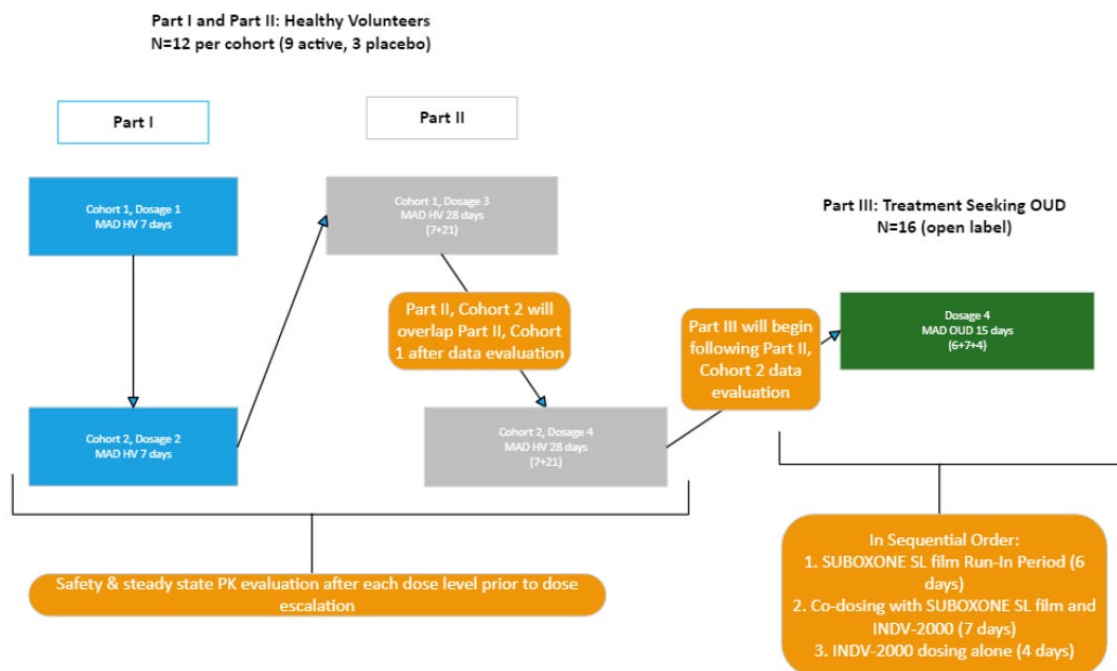 Part I and Part II: Healthy Volunteers
N=12 per cohort (9 active, 3 placebo)
Part I
Part II
Cohort 1, Dosage 1
MAD HV 7 days
Cohort 1, Dosage 3
MAD HV 28 days
(7+21)
Part III: Treatment Seeking OUD
N=16 (open label)
Part II, Cohort 2 will
overlap Part II, Cohort
1 after data evaluation
Part III will begin
following Part II,
Cohort 2 data
evaluation
Dosage 4
MAD OUD 15 days
(6+7+4)
Cohort 2, Dosage 2
MAD HV 7 days
Cohort 2, Dosage 4
MAD HV 28 days
(7+21)
Safety & steady state PK evaluation after each dose level prior to dose
escalation
In Sequential Order:
1. SUBOXONE SL film Run-In Period (6
days)
2. Co-dosing with SUBOXONE SL film and
INDV-2000 (7 days)
3. INDV-2000 dosing alone (4 days)